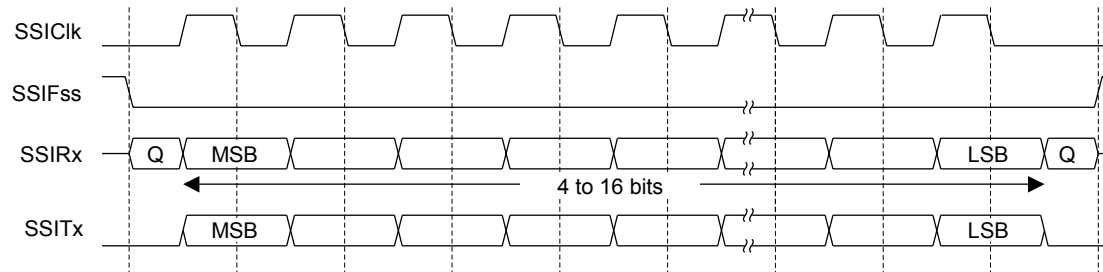 SSIClk
SSIFss
SSIRx
Q
MSB
LSB
Q
4 to 16 bits
SSITx
MSB
LSB